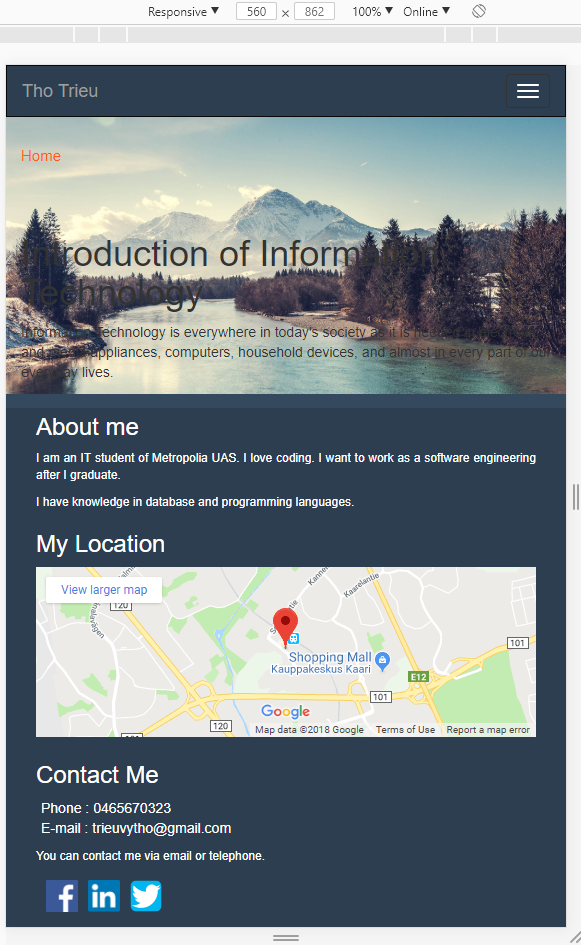 Responsive ▼ 560 × 862 100% ▼ Online ▼
Tho Trieu
Home
Introduction of Information
Technology
Information Technology is everywhere in today's society as it is
and appliances, computers, household devices, and almost in every part of our
everyday lives.
About me
I am an IT student of Metropolia UAS. I love coding. I want to work as a software engineering
after I graduate.
I have knowledge in database and programming languages.
My Location
View larger map
Kaarelantie
120
101
Shopping Mall
Kauppakeskus Kaari
E12
101
120
101
Google
Map data ©2018 Google Terms of Use Report a map error
Contact Me
Phone : 0465670323
E-mail : trieuvytho@gmail.com
You can contact me via email or telephone.
f in